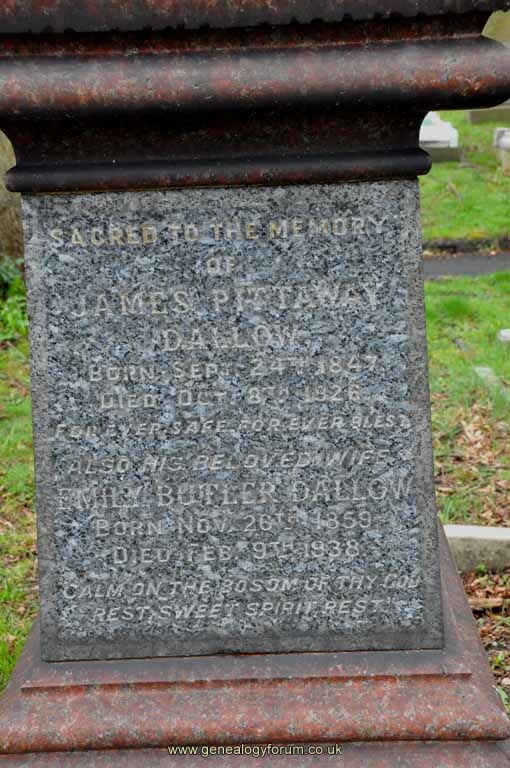 SACRED TO THE MEMORY
OF
JAMES PITTAWAY
DALLOW
BORN SEPT. 24TH 1847
DIED OCT. 8TH 1926
FOR EVER SAFE FOR EVER BLEST
ALSO HIS BELOVED WIFE
EMILY BUTLER DALLOW
BORN NOV. 26TH 1859
DIED FEB 9TH 1938
CALM ON THE BOSOM OF THY GOD
REST, SWEET SPIRIT, REST.
www.genealogyforum.co.uk